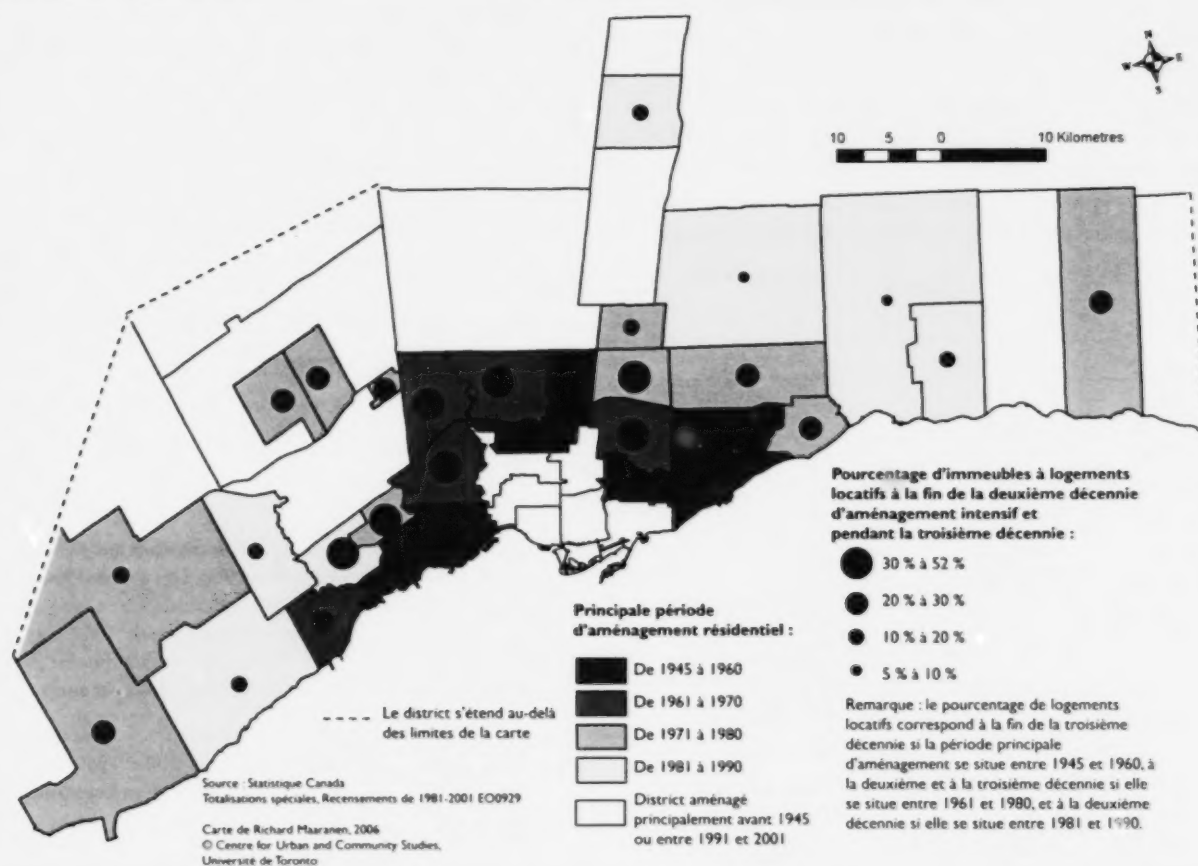 N
W E
S
10 5 0 10 Kilometres
Pourcentage d'immeubles à logements
locatifs à la fin de la deuxième décennie
d'aménagement intensif et
pendant la troisième décennie :
30 % à 52 %
20 % à 30 %
10 % à 20 %
5 % à 10 %
Remarque : le pourcentage de logements
locatifs correspond à la fin de la troisième
décennie si la période principale
d'aménagement se situe entre 1945 et 1960, à
la deuxième et à la troisième décennie si elle
se situe entre 1961 et 1980, et à la deuxième
décennie si elle se situe entre 1981 et 1990.
Principale période
d'aménagement résidentiel :
De 1945 à 1960
De 1961 à 1970
De 1971 à 1980
De 1981 à 1990
District aménagé
principalement avant 1945
ou entre 1991 et 2001
Le district s'étend au-delà
des limites de la carte
Source : Statistique Canada
Totalisations spéciales, Recensements de 1981-2001 EO0929
Carte de Richard Maaranen, 2006
© Centre for Urban and Community Studies,
Université de Toronto